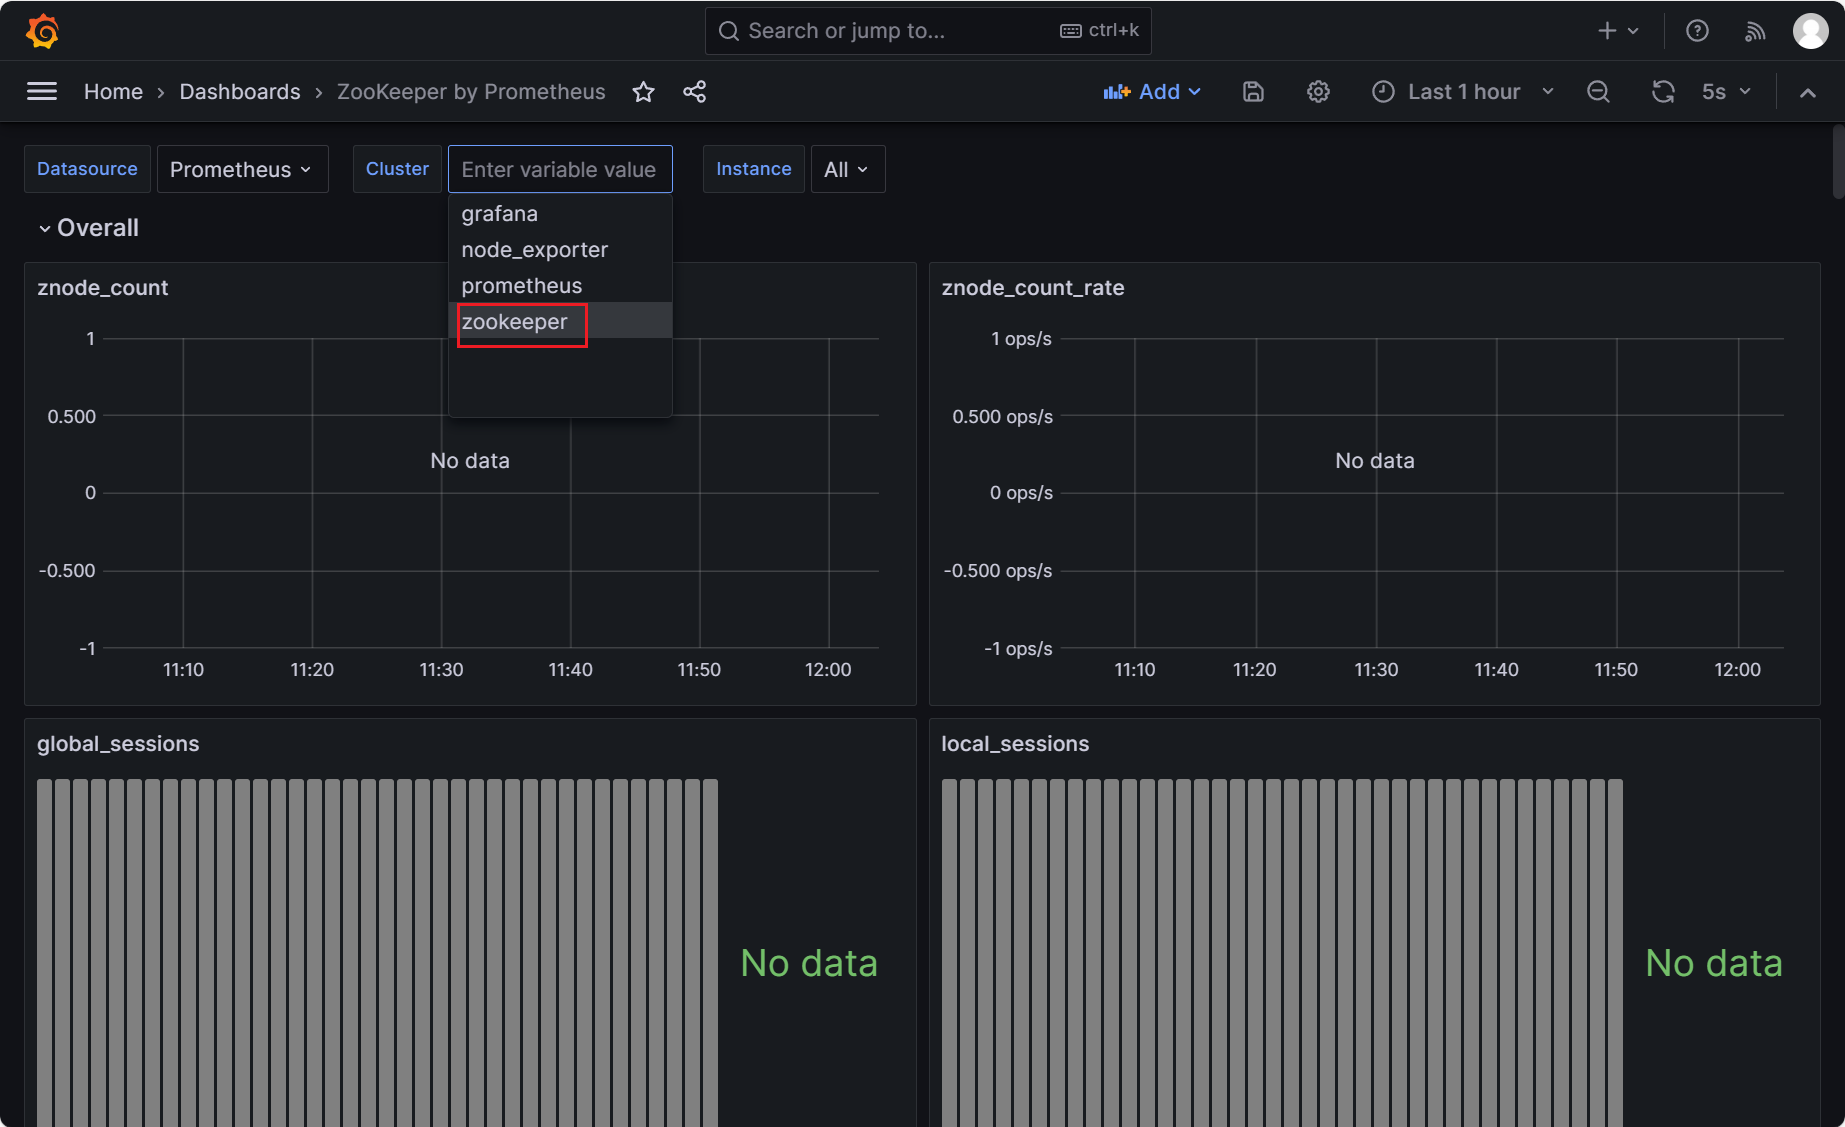 Search or jump to...
ctrl+k
Home
Dashboards
ZooKeeper by Prometheus
Add
Last 1 hour
5s
Datasource
Prometheus
Cluster
Enter variable value
Instance
All
grafana
node_exporter
prometheus
zookeeper
Overall
znode_count
1
0.500
0
-0.500
-1
No data
11:10
11:20
11:30
11:40
11:50
12:00
znode_count_rate
1 ops/s
0.500 ops/s
0 ops/s
-0.500 ops/s
-1 ops/s
No data
11:10
11:20
11:30
11:40
11:50
12:00
global_sessions
No data
local_sessions
No data